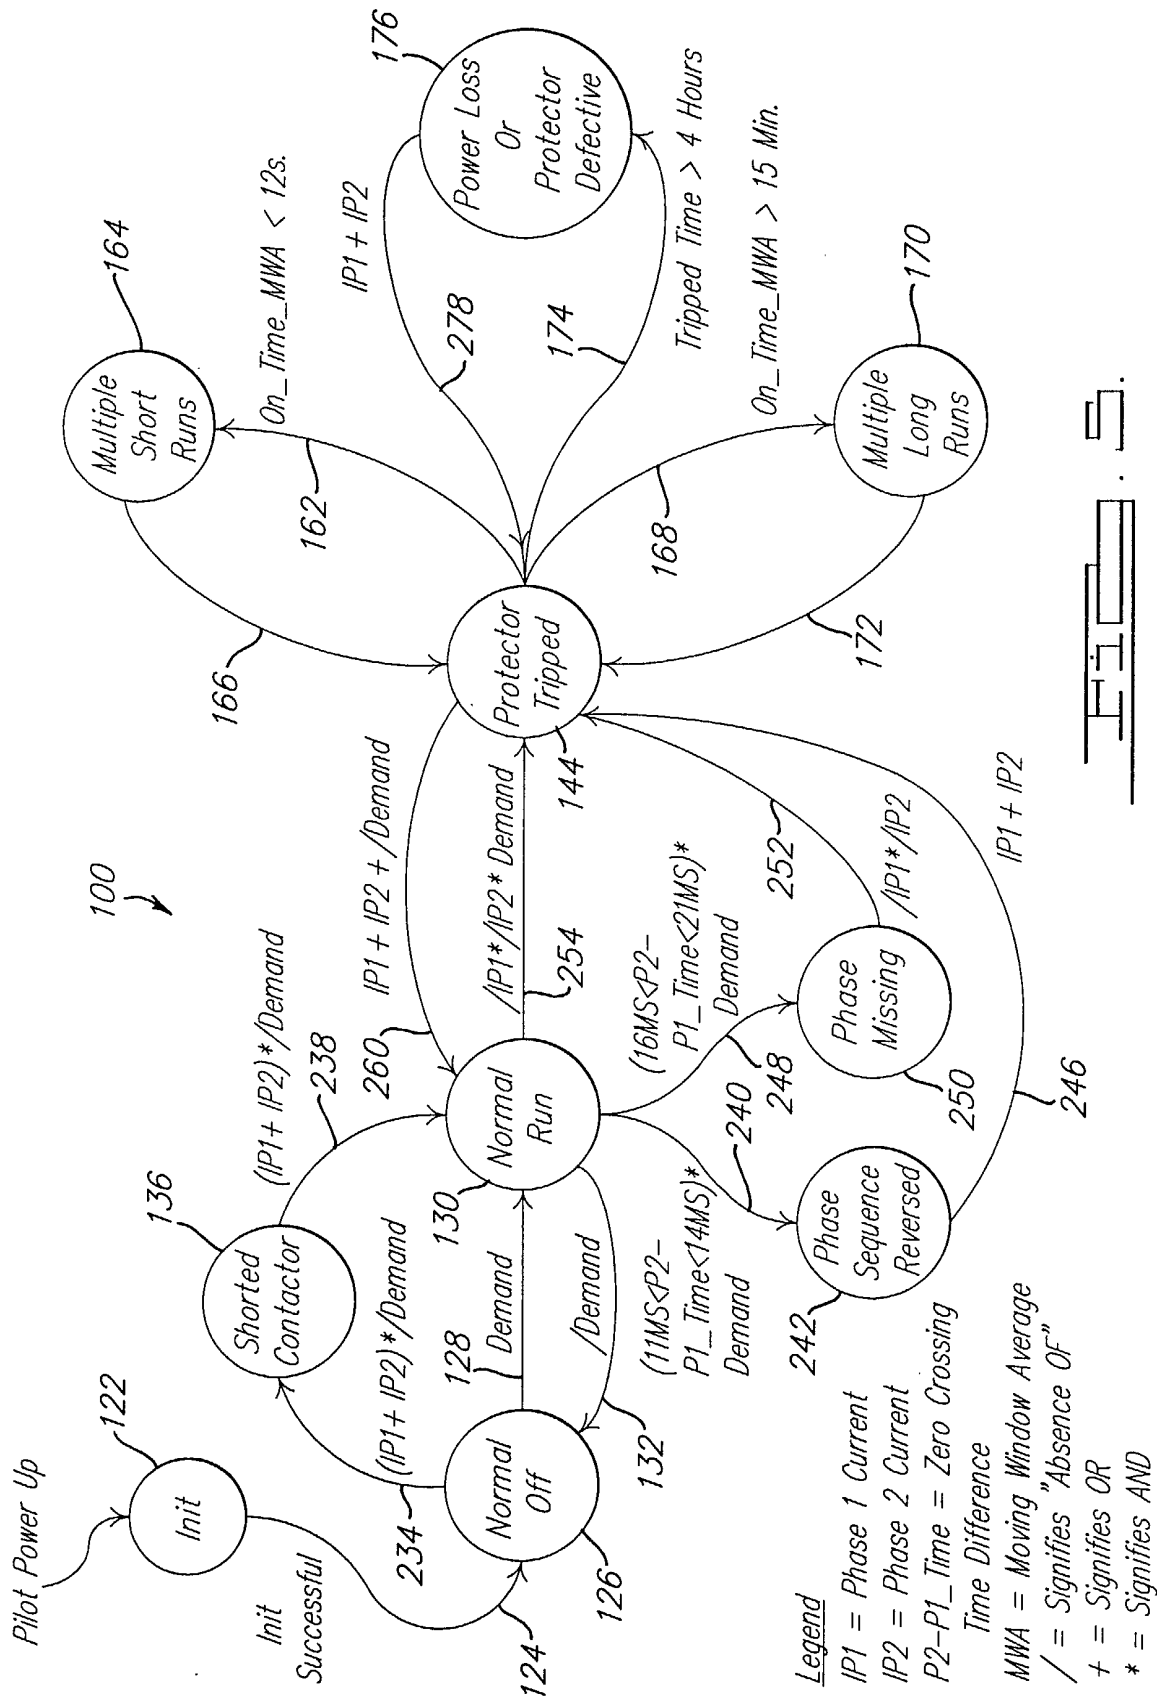 Pilot Power Up
122
Init
Init
Successful
124
100
136
Shorted
Contactor
(IP1+ IP2)*/Demand
238
234
(IP1+ IP2)*/Demand
Normal
Off
126
128
Demand
/Demand
132
130
Normal
Run
260
IP1 + IP2 + /Demand
/IP1*/IP2* Demand
254
144
Protector
Tripped
166
162
Multiple
Short
Runs
164
On_Time_MWA < 12s.
IP1 + IP2
278
176
Power Loss
Or
Protector
Defective
174
Tripped Time > 4 Hours
168
On_Time_MWA > 15 Min.
Multiple
Long
Runs
170
172
(11MS<P2-
P1_Time<14MS)*
Demand
240
242
Phase
Sequence
Reversed
246
IP1 + IP2
(16MS<P2-
P1_Time<21MS)*
Demand
248
Phase
Missing
250
252
/IP1*/IP2
Legend
IP1 = Phase 1 Current
IP2 = Phase 2 Current
P2-P1_Time = Zero Crossing
Time Difference
MWA = Moving Window Average
/ = Signifies "Absence OF"
+ = Signifies OR
* = Signifies AND
Fig. 5.